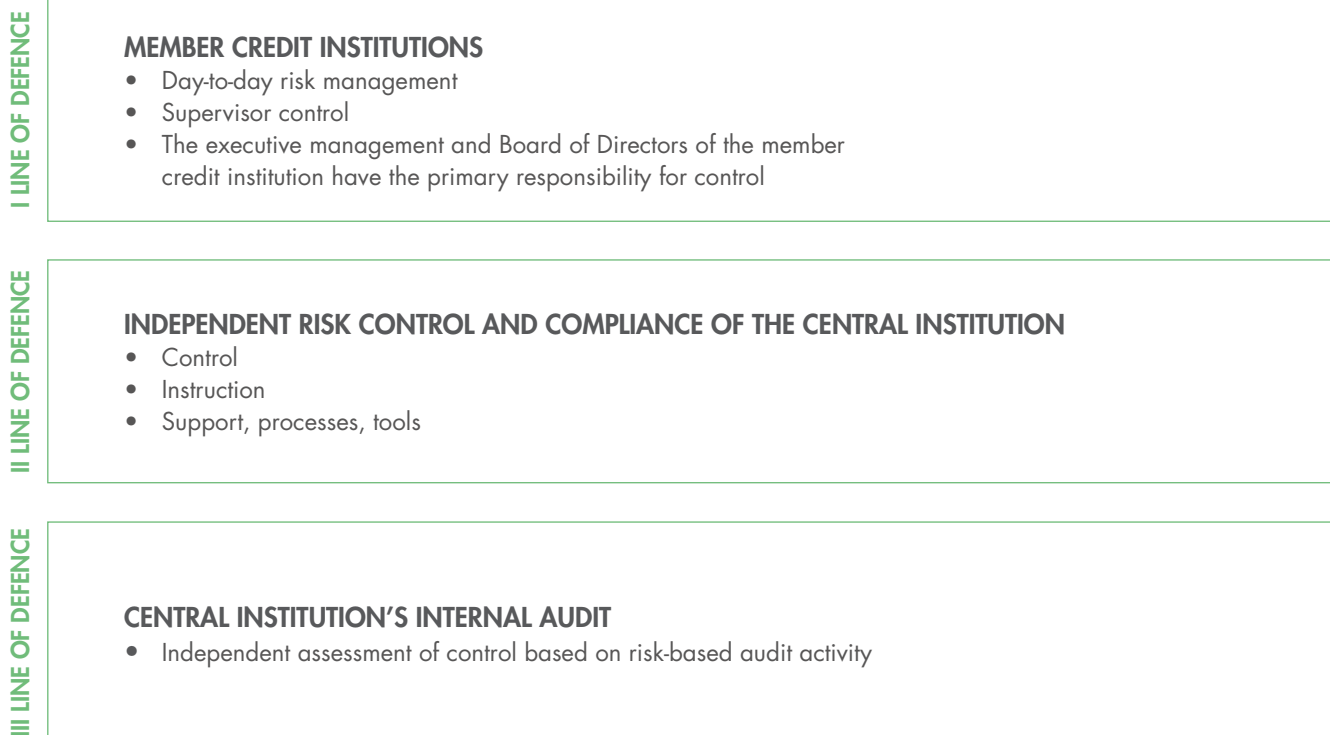 I LINE OF DEFENCE
MEMBER CREDIT INSTITUTIONS
• Day-to-day risk management
• Supervisor control
• The executive management and Board of Directors of the member
credit institution have the primary responsibility for control
II LINE OF DEFENCE
INDEPENDENT RISK CONTROL AND COMPLIANCE OF THE CENTRAL INSTITUTION
• Control
• Instruction
• Support, processes, tools
III LINE OF DEFENCE
CENTRAL INSTITUTION’S INTERNAL AUDIT
• Independent assessment of control based on risk-based audit activity